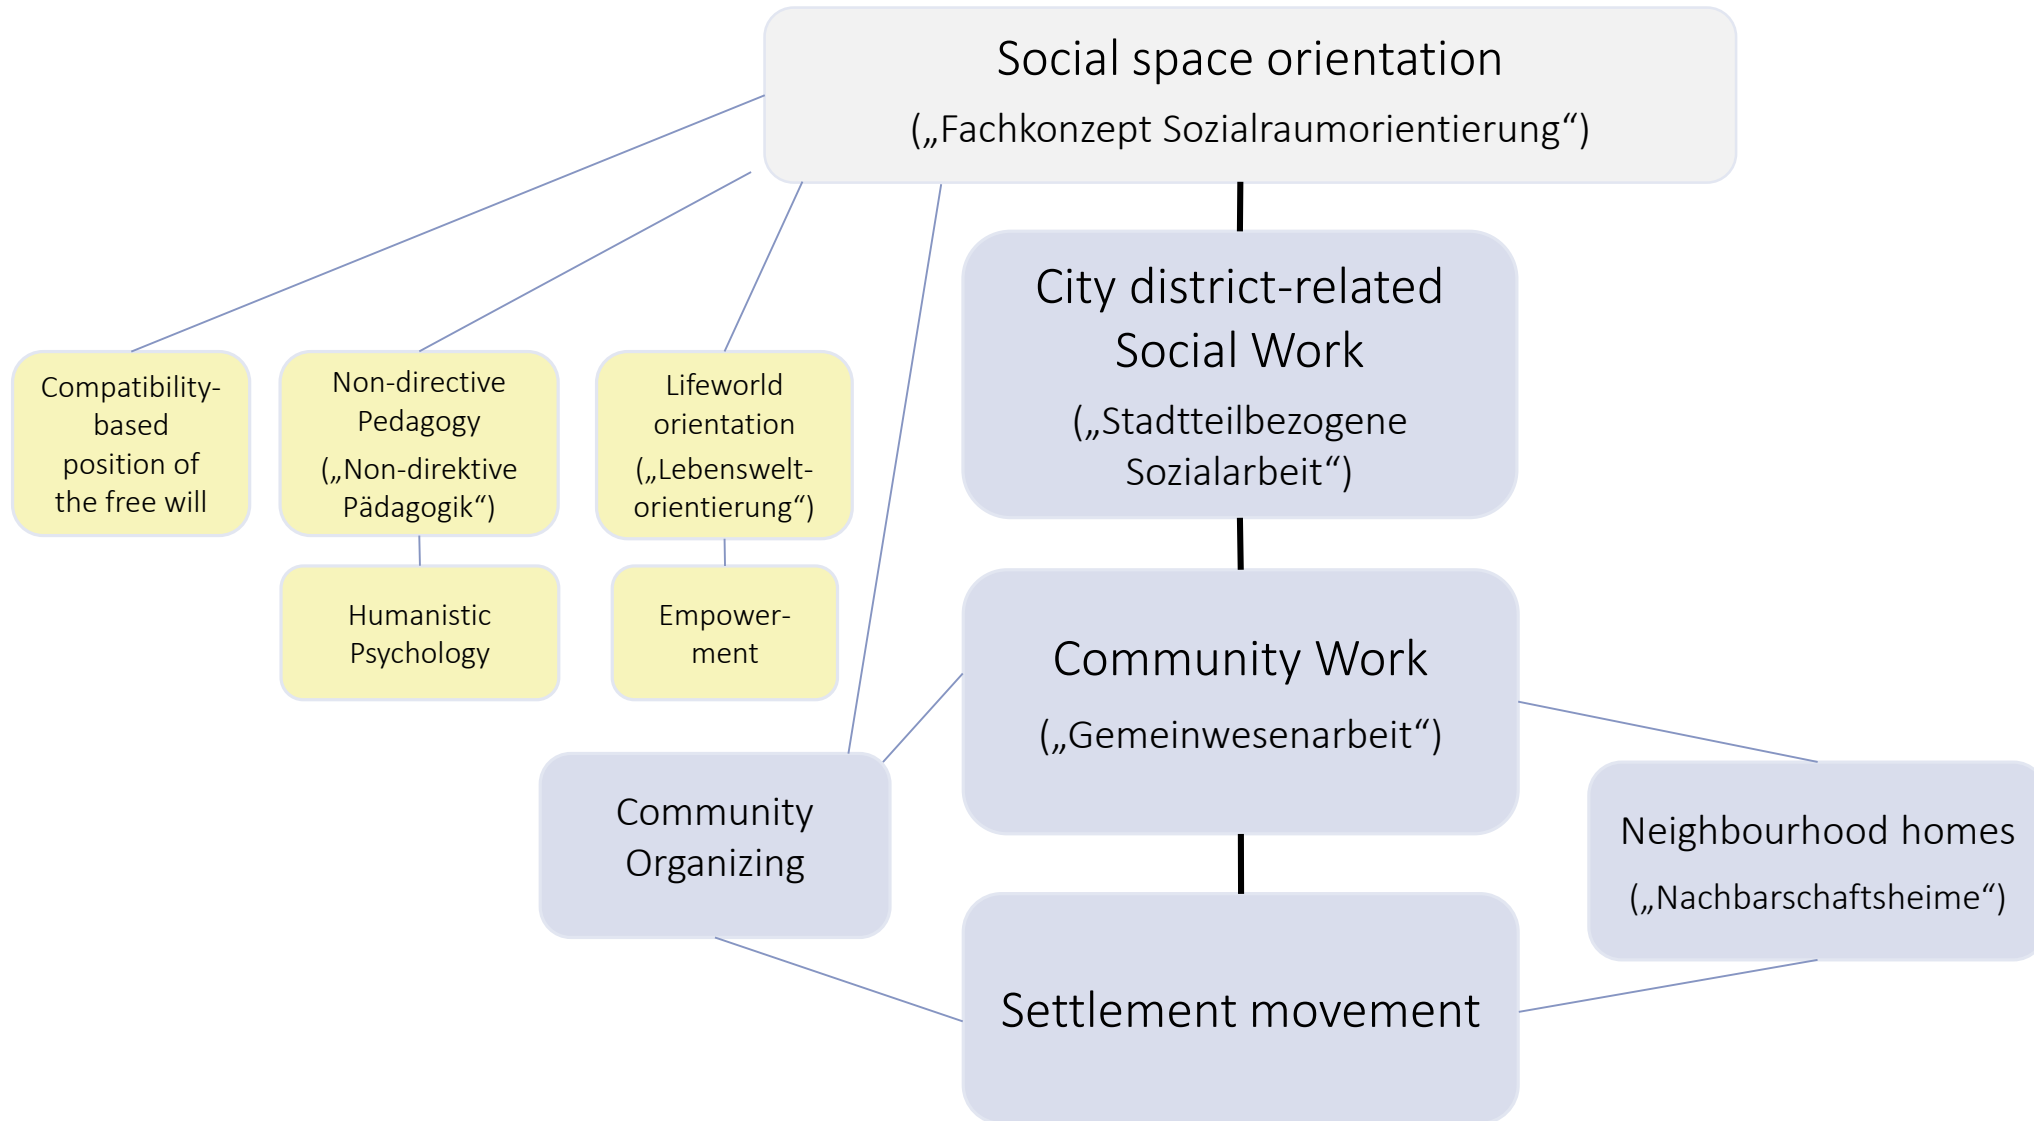 Social space orientation
(„Fachkonzept Sozialraumorientierung“)
City district-related
Social Work
(„Stadtteilbezogene
Sozialarbeit“)
Compatibility-
based
position of
the free will
Non-directive
Pedagogy
(„Non-direktive
Pädagogik“)
Lifeworld
orientation
(„Lebenswelt-
orientierung“)
Humanistic
Psychology
Empower-
ment
Community Work
(„Gemeinwesenarbeit“)
Community
Organizing
Neighbourhood homes
(„Nachbarschaftsheime“)
Settlement movement